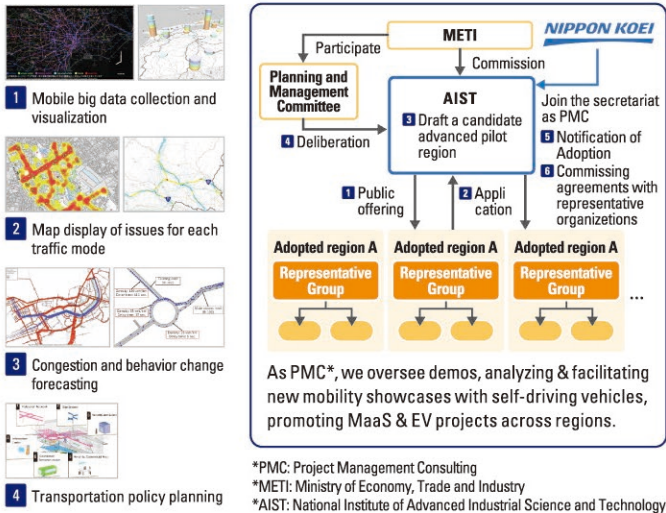 1 Mobile big data collection and
visualization
2 Map display of issues for each
traffic mode
3 Congestion and behavior change
forecasting
4 Transportation policy planning
METI
NIPPON KOEI
Participate
Commission
Planning and
Management
Committee
AIST
3 Draft a candidate
advanced pilot
region
4 Deliberation
Join the secretariat
as PMC
5 Notification of
Adoption
6 Commissing
agreements with
representative
organizetions
1 Public
offering
2 Appli
cation
Adopted region A
Representative
Group
Adopted region A
Representative
Group
Adopted region A
Representative
Group
...
As PMC*, we oversee demos, analyzing & facilitating
new mobility showcases with self-driving vehicles,
promoting MaaS & EV projects across regions.
*PMC: Project Management Consulting
*METI: Ministry of Economy, Trade and Industry
*AIST: National Institute of Advanced Industrial Science and Technology